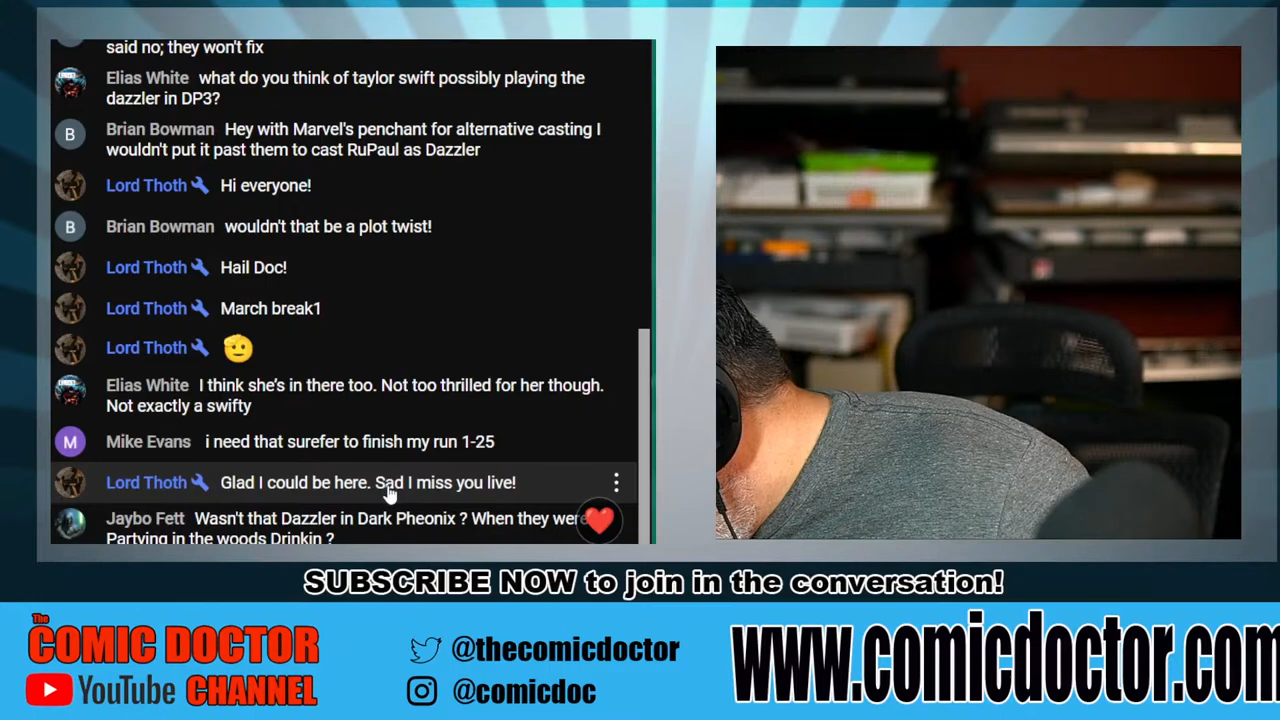 said no; they won't fix
Elias White what do you think of taylor swift possibly playing the
dazzler in DP3?
B Brian Bowman Hey with Marvel's penchant for alternative casting I
wouldn't put it past them to cast RuPaul as Dazzler
Lord Thoth Hi everyone!
B Brian Bowman wouldn't that be a plot twist!
Lord Thoth Hail Doc!
Lord Thoth March break1
Lord Thoth 🫡
Elias White I think she's in there too. Not too thrilled for her though.
Not exactly a swifty
M Mike Evans i need that surefer to finish my run 1-25
Lord Thoth Glad I could be here. Sad I miss you live!
Jaybo Fett Wasn't that Dazzler in Dark Pheonix ? When they were
Partying in the woods Drinkin ?
SUBSCRIBE NOW to join in the conversation!
The
COMIC DOCTOR
YouTube CHANNEL
@thecomicdoctor
@comicdoc
www.comicdoctor.com